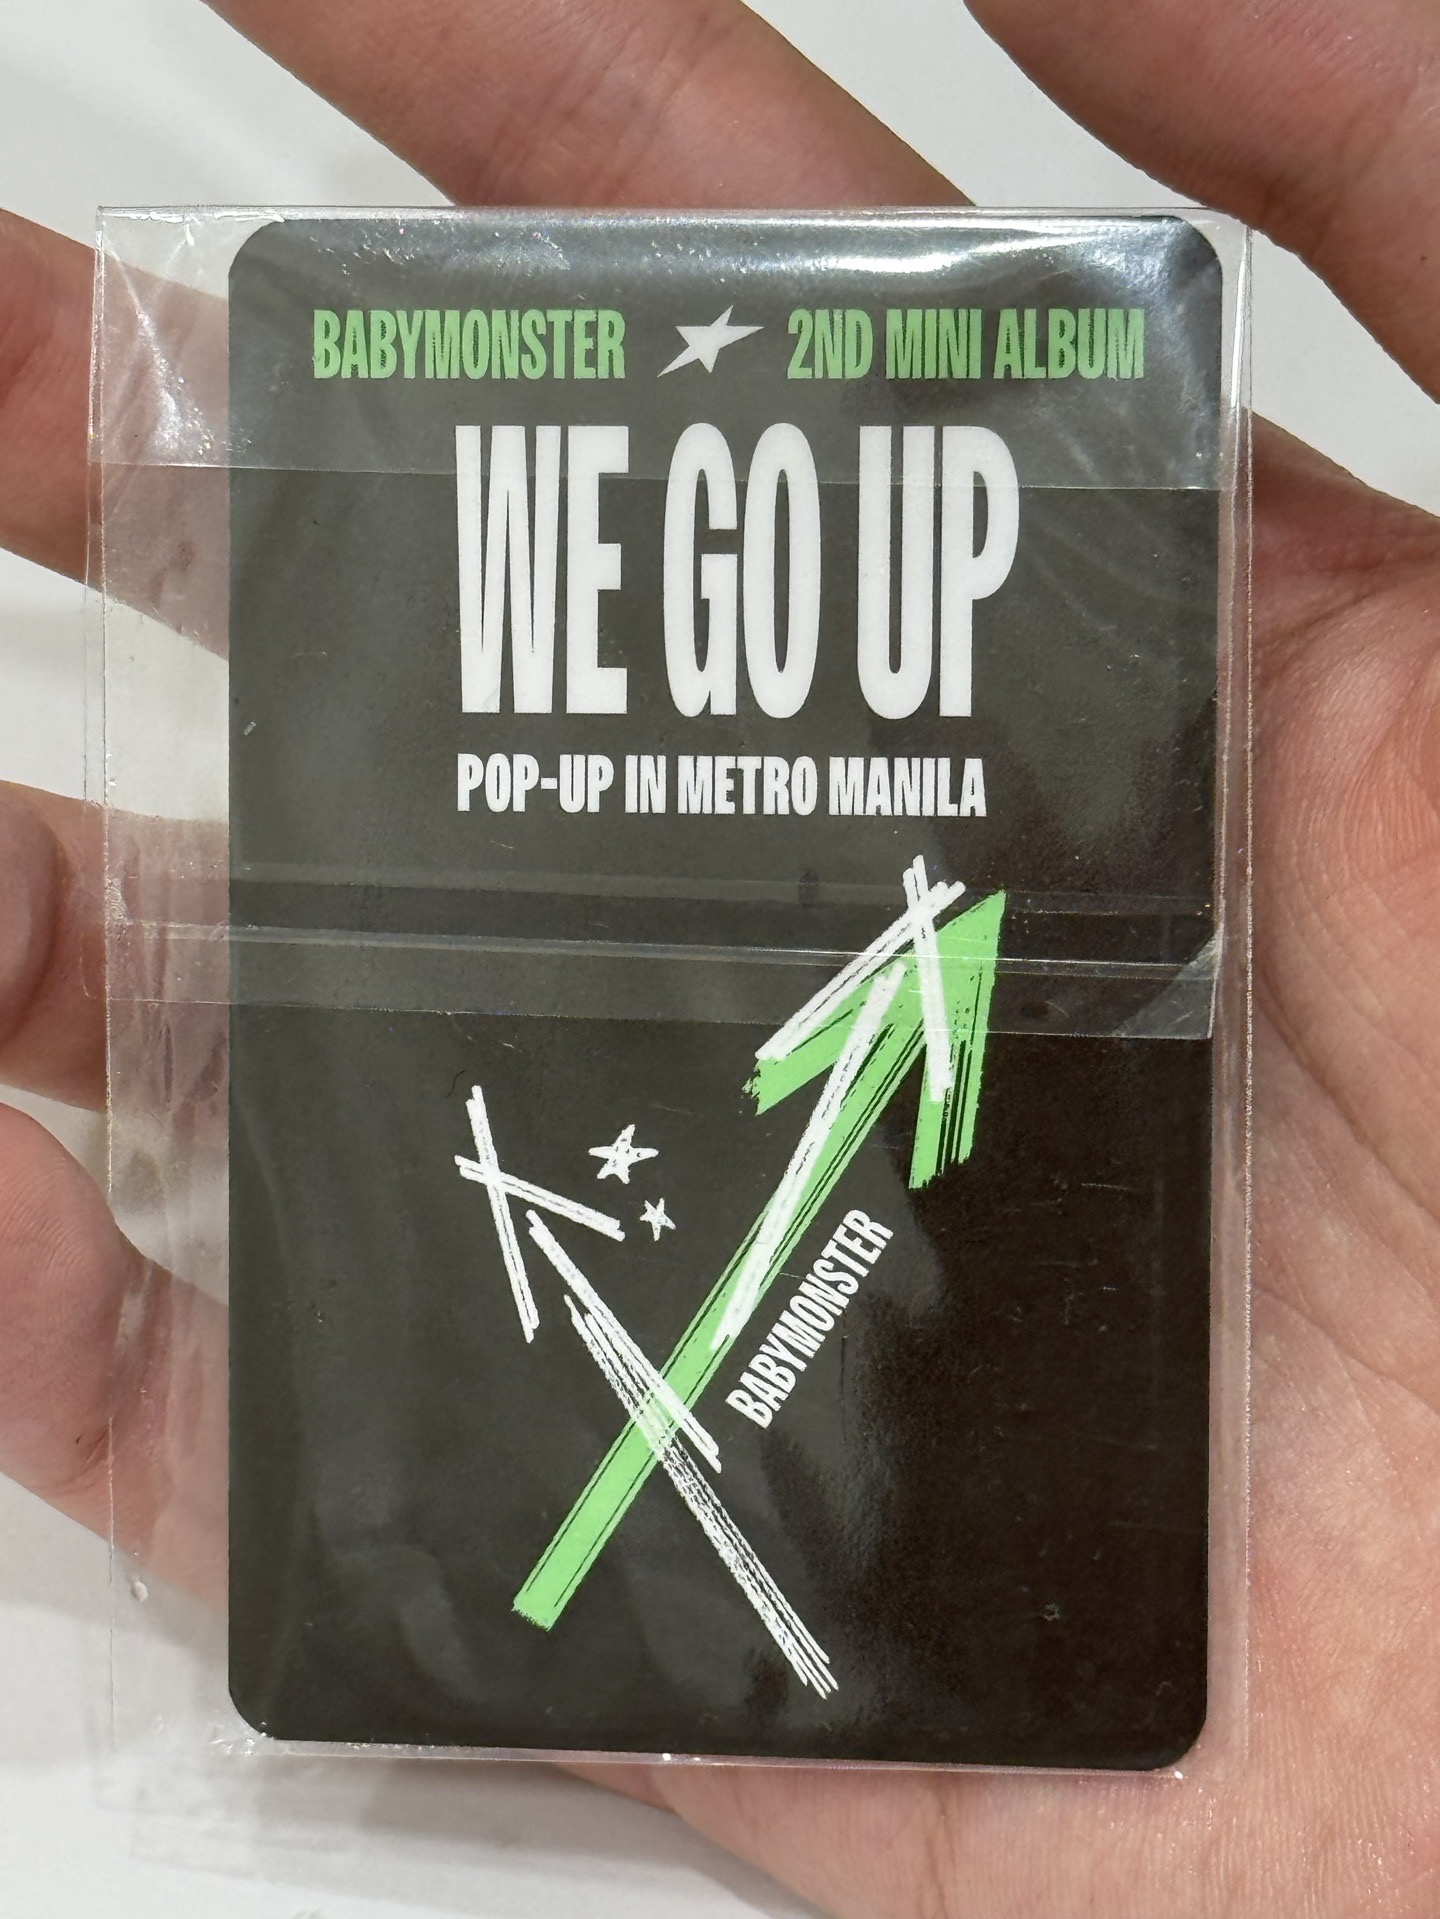 BABYMONSTER ★ 2ND MINI ALBUM
WE GO UP
POP-UP IN METRO MANILA
BABYMONSTER